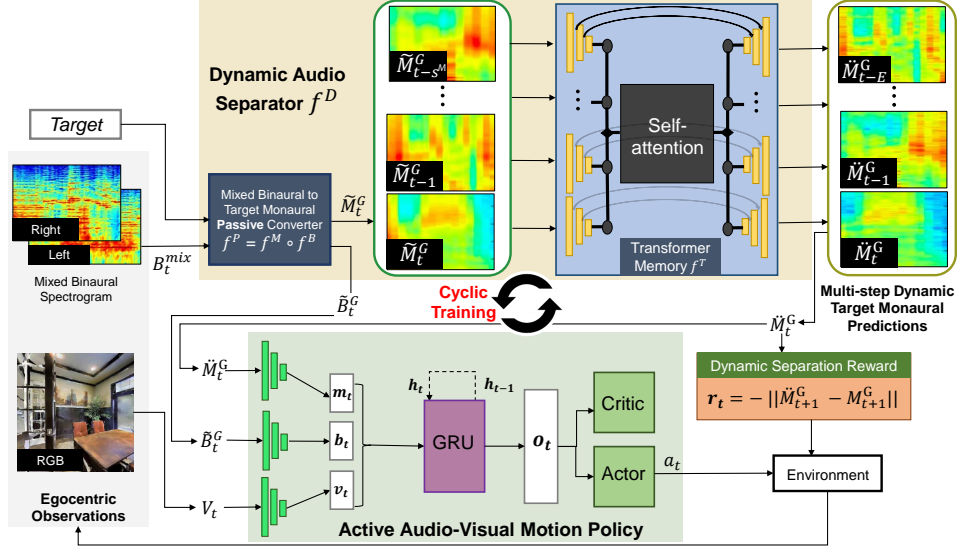 Dynamic Audio
Separator f^D
Target
Right
Left
B_t^{mix}
Mixed Binaural
Spectrogram
RGB
Egocentric
Observations
Mixed Binaural to
Target Monaural
Passive Converter
f^P = f^M ∘ f^B
M̃_t^G
B̃_t^G
M̃_{t-s^M}^G
M̃_{t-1}^G
M̃_t^G
Self-
attention
Transformer
Memory f^T
M̈_{t-E}^G
M̈_{t-1}^G
M̈_t^G
Multi-step Dynamic
Target Monaural
Predictions
Cyclic
Training
M̈_t^G
Dynamic Separation Reward
r_t = − ||M̈_{t+1}^G − M_{t+1}^G||
M̈_t^G
B̃_t^G
V_t
m_t
b_t
v_t
h_t
h_{t-1}
GRU
o_t
Critic
Actor
a_t
Environment
Active Audio-Visual Motion Policy